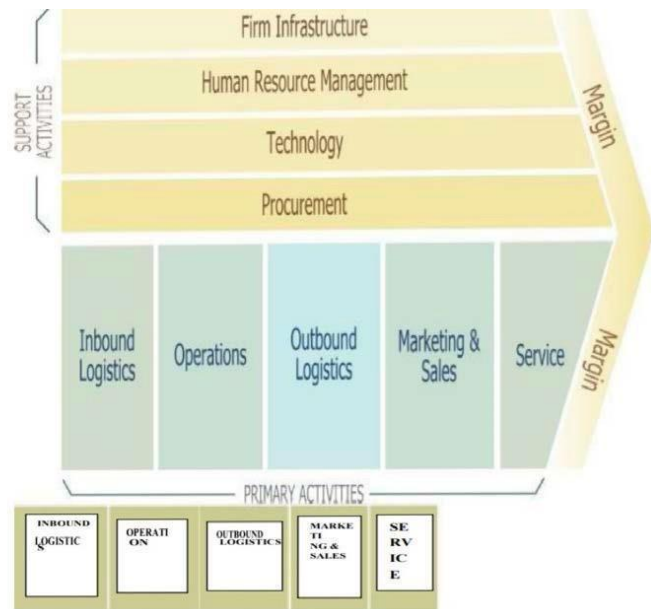 Firm Infrastructure
Human Resource Management
Technology
Procurement
SUPPORT
ACTIVITIES
Margin
Inbound
Logistics
Operations
Outbound
Logistics
Marketing &
Sales
Service
Margin
PRIMARY ACTIVITIES
INBOUND
LOGISTIC
S
OPERATI
ON
OUTBOUND
LOGISTICS
MARKE
TI
NG &
SALES
SE
RV
IC
E